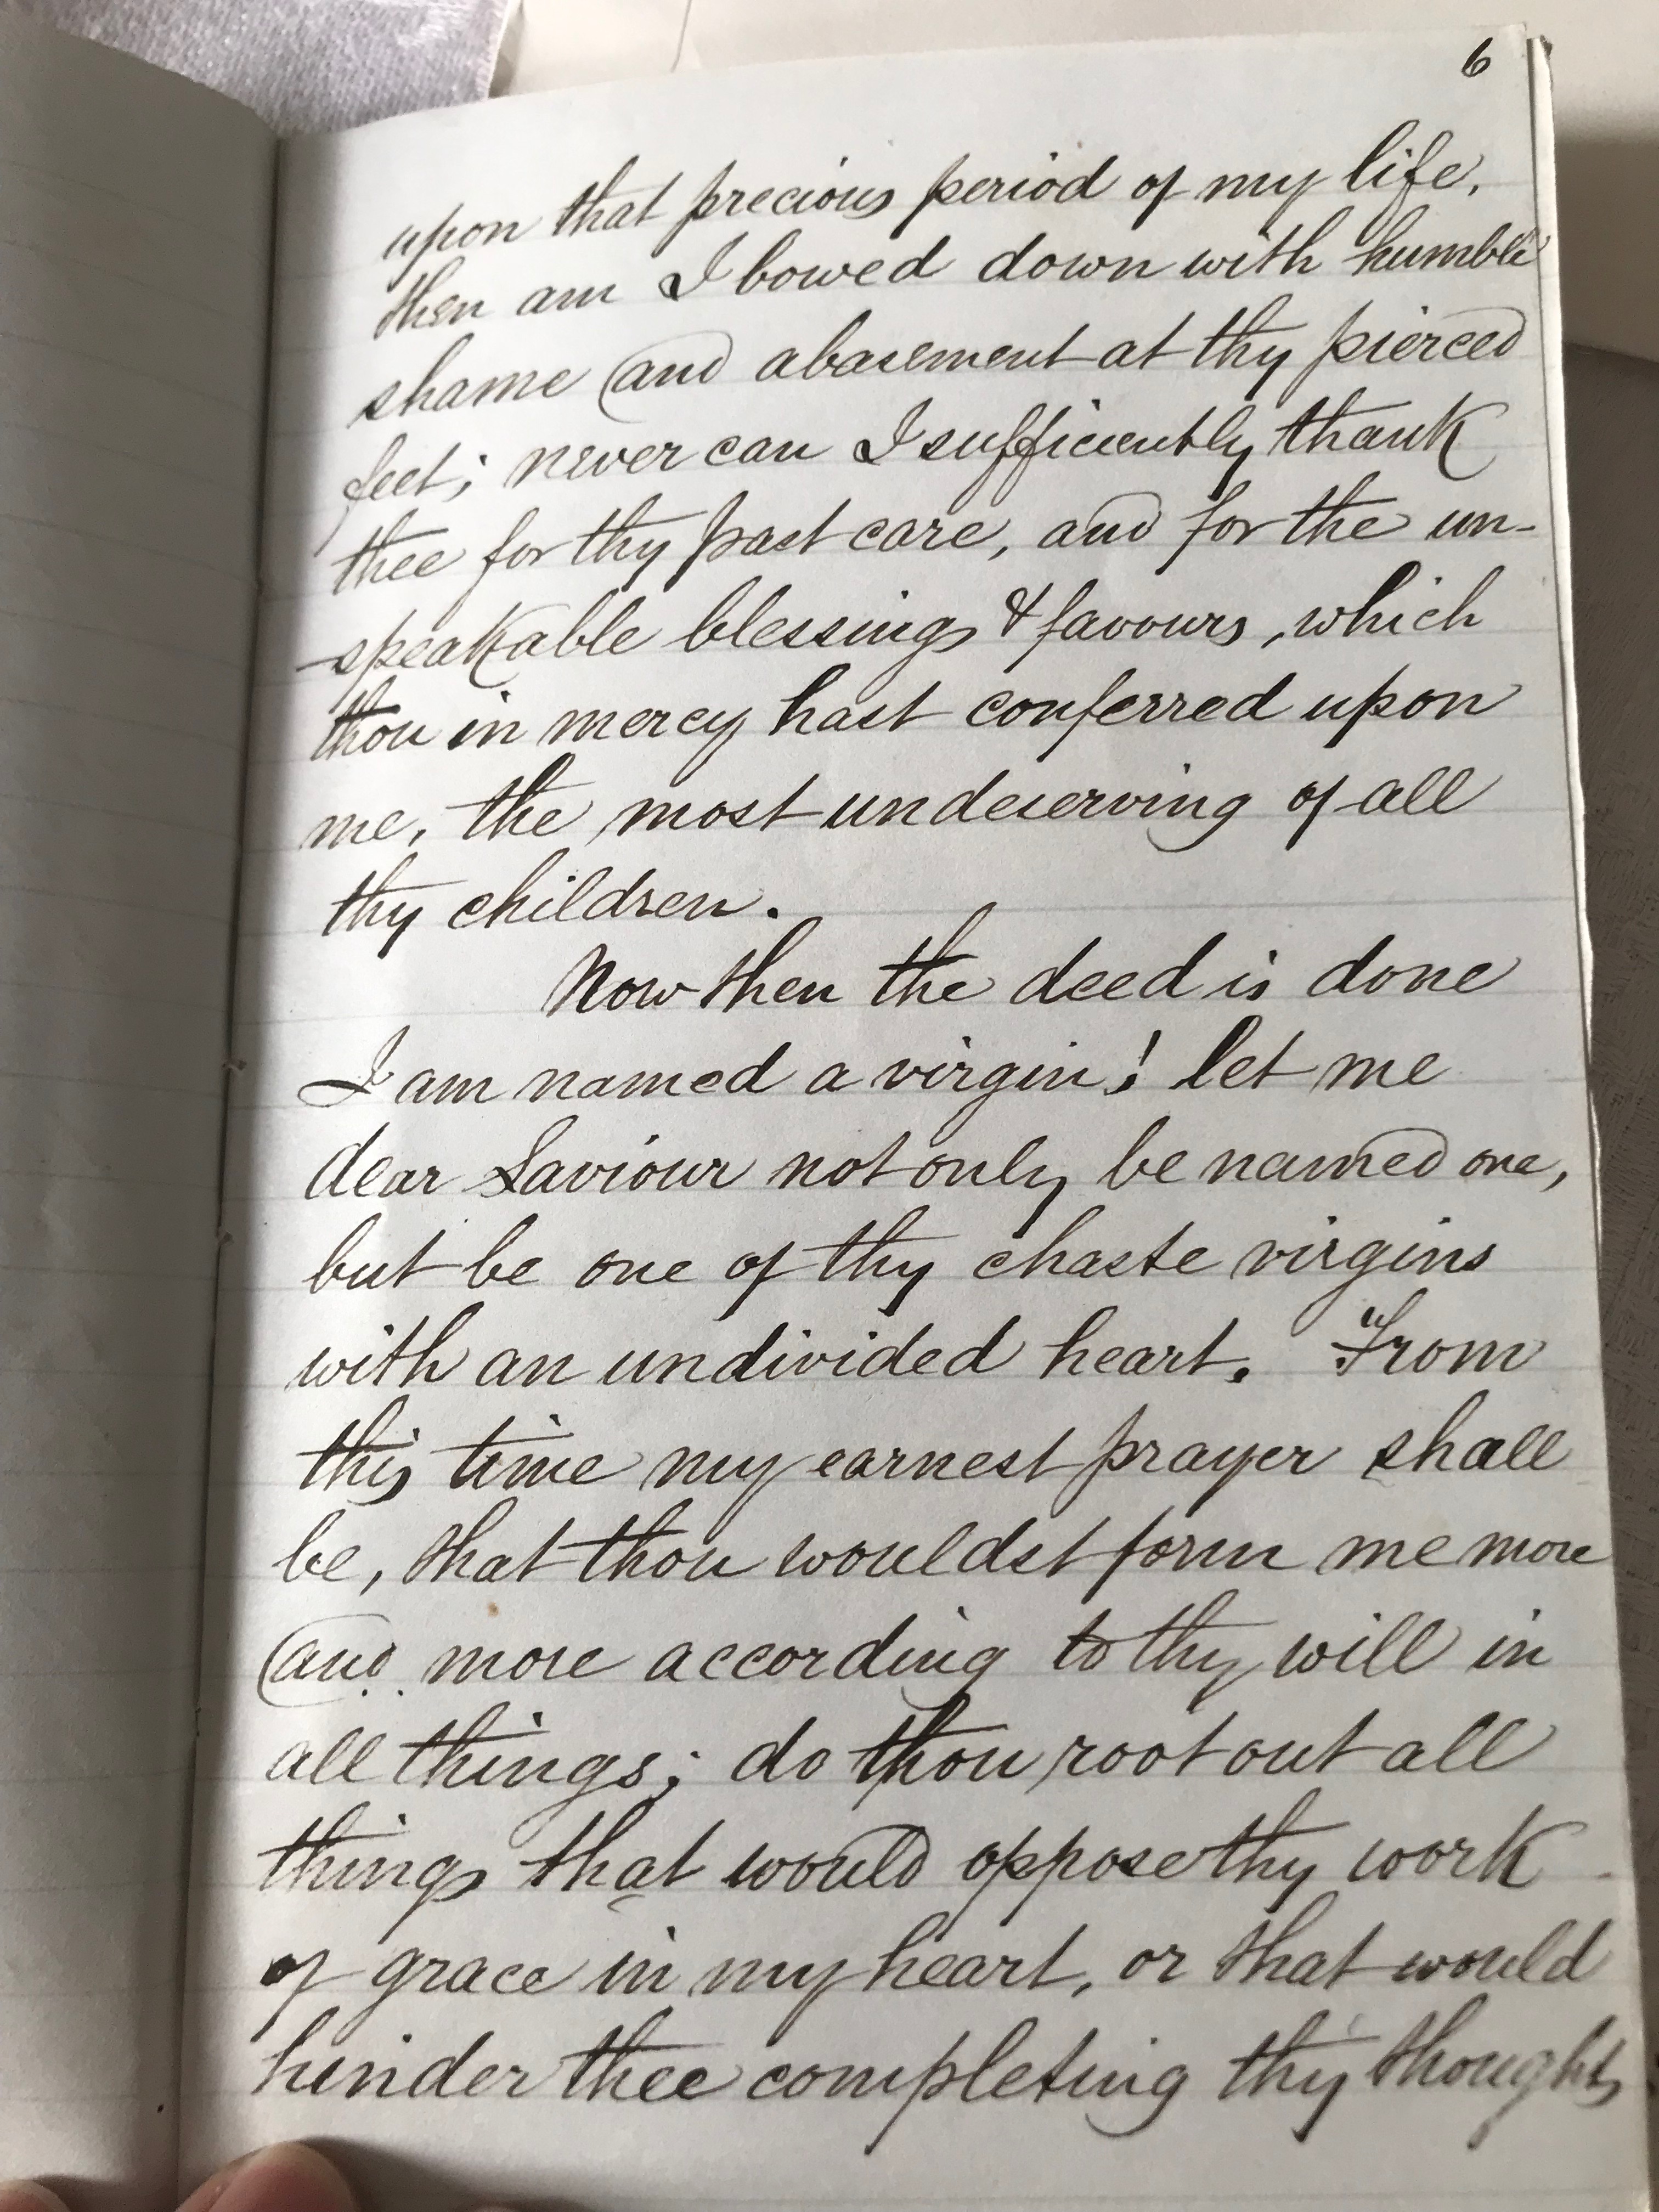 6
upon that precious period of my life,
then am I bowed down with humble
shame and abasement at thy pierced
feet; never can I sufficiently thank
thee for thy past care, and for the un-
speakable blessings & favours, which
thou in mercy hast conferred upon
me, the most undeserving of all
thy children.
Now then the deed is done
I am named a virgin! let me
dear Saviour not only be named one,
but be one of thy chaste virgins
with an undivided heart. From
this time my earnest prayer shall
be, that thou wouldst form me more
and more according to thy will in
all things; do thou root out all
things that would oppose thy work
of grace in my heart, or that would
hinder thee completing thy thoughts